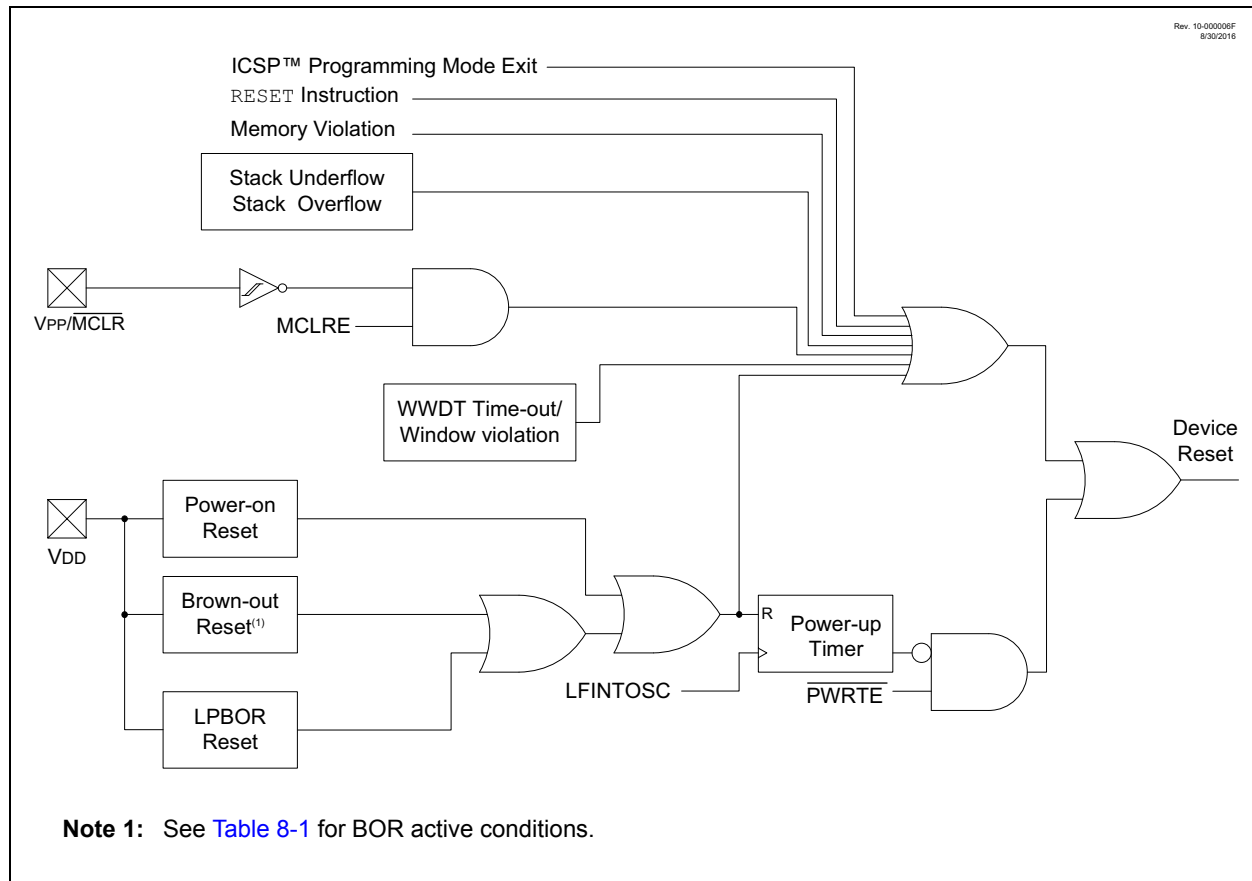 Rev. 10-000006F
8/30/2016
ICSP™ Programming Mode Exit
RESET Instruction
Memory Violation
Stack Underflow
Stack Overflow
VPP/MCLR
MCLRE
WWDT Time-out/
Window violation
Device
Reset
Power-on
Reset
VDD
Brown-out
Reset(1)
R
Power-up
Timer
LFINTOSC
PWRTE
LPBOR
Reset
Note 1: See Table 8-1 for BOR active conditions.